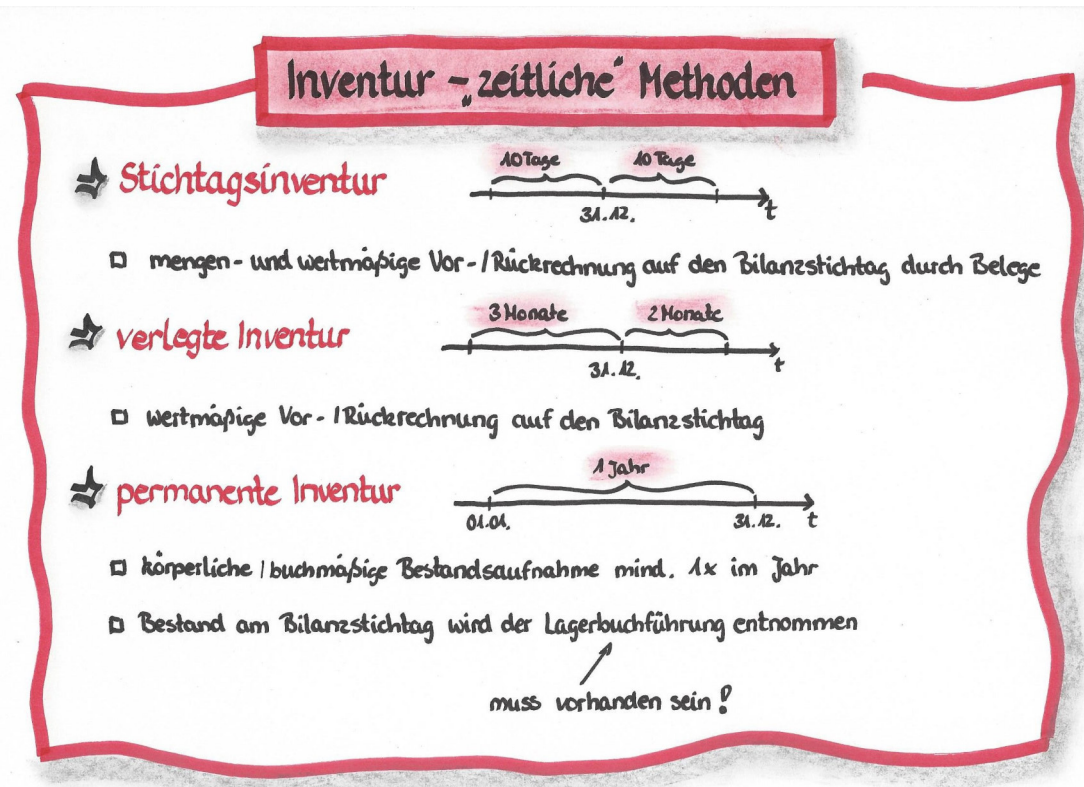 Inventur - „zeitliche“ Methoden
Stichtagsinventur
10 Tage 10 Tage
31.12. t
mengen- und wertmäßige Vor-/Rückrechnung auf den Bilanzstichtag durch Belege
verlegte Inventur
3 Monate 2 Monate
31.12. t
wertmäßige Vor-/Rückrechnung auf den Bilanzstichtag
permanente Inventur
1 Jahr
01.01. 31.12. t
körperliche / buchmäßige Bestandsaufnahme mind. 1x im Jahr
Bestand am Bilanzstichtag wird der Lagerbuchführung entnommen
muss vorhanden sein !